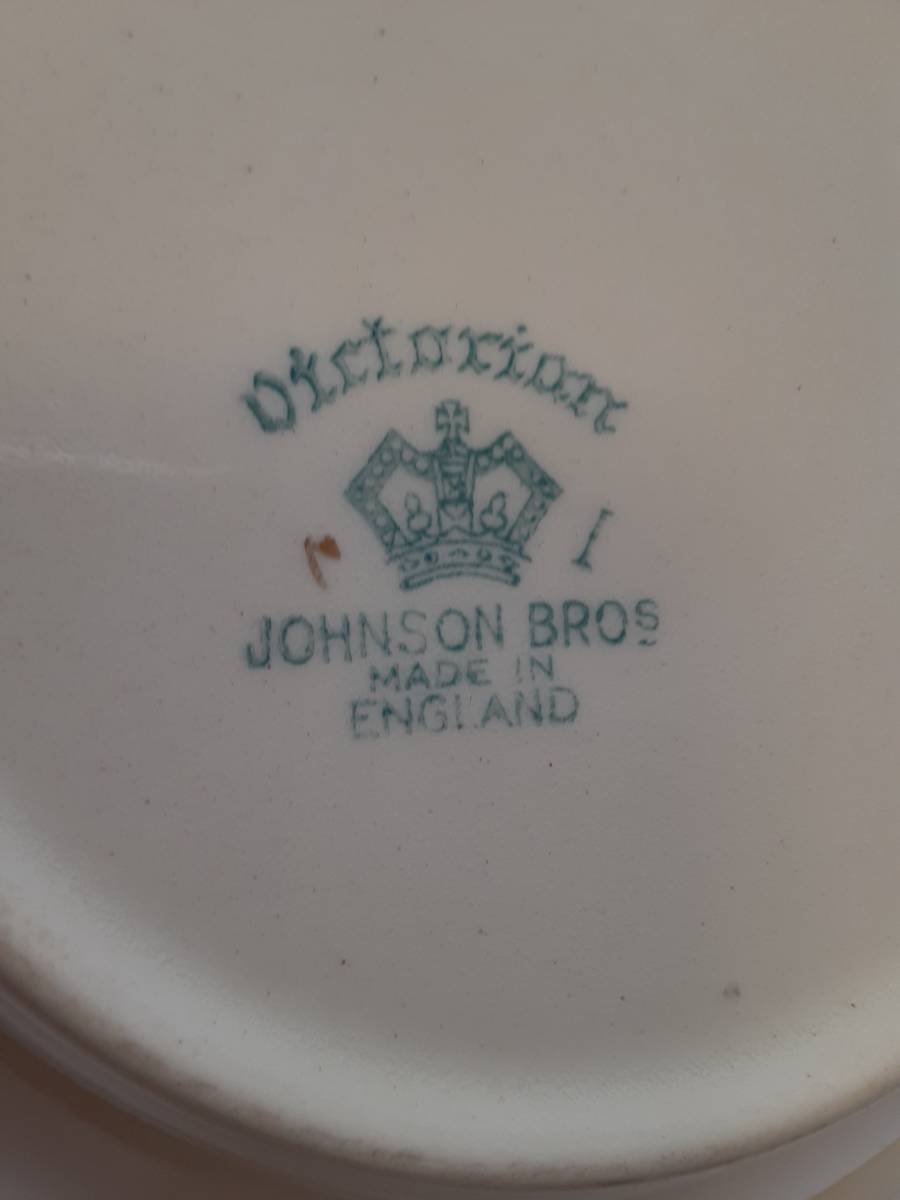 Victorian
I
JOHNSON BROS
MADE IN
ENGLAND